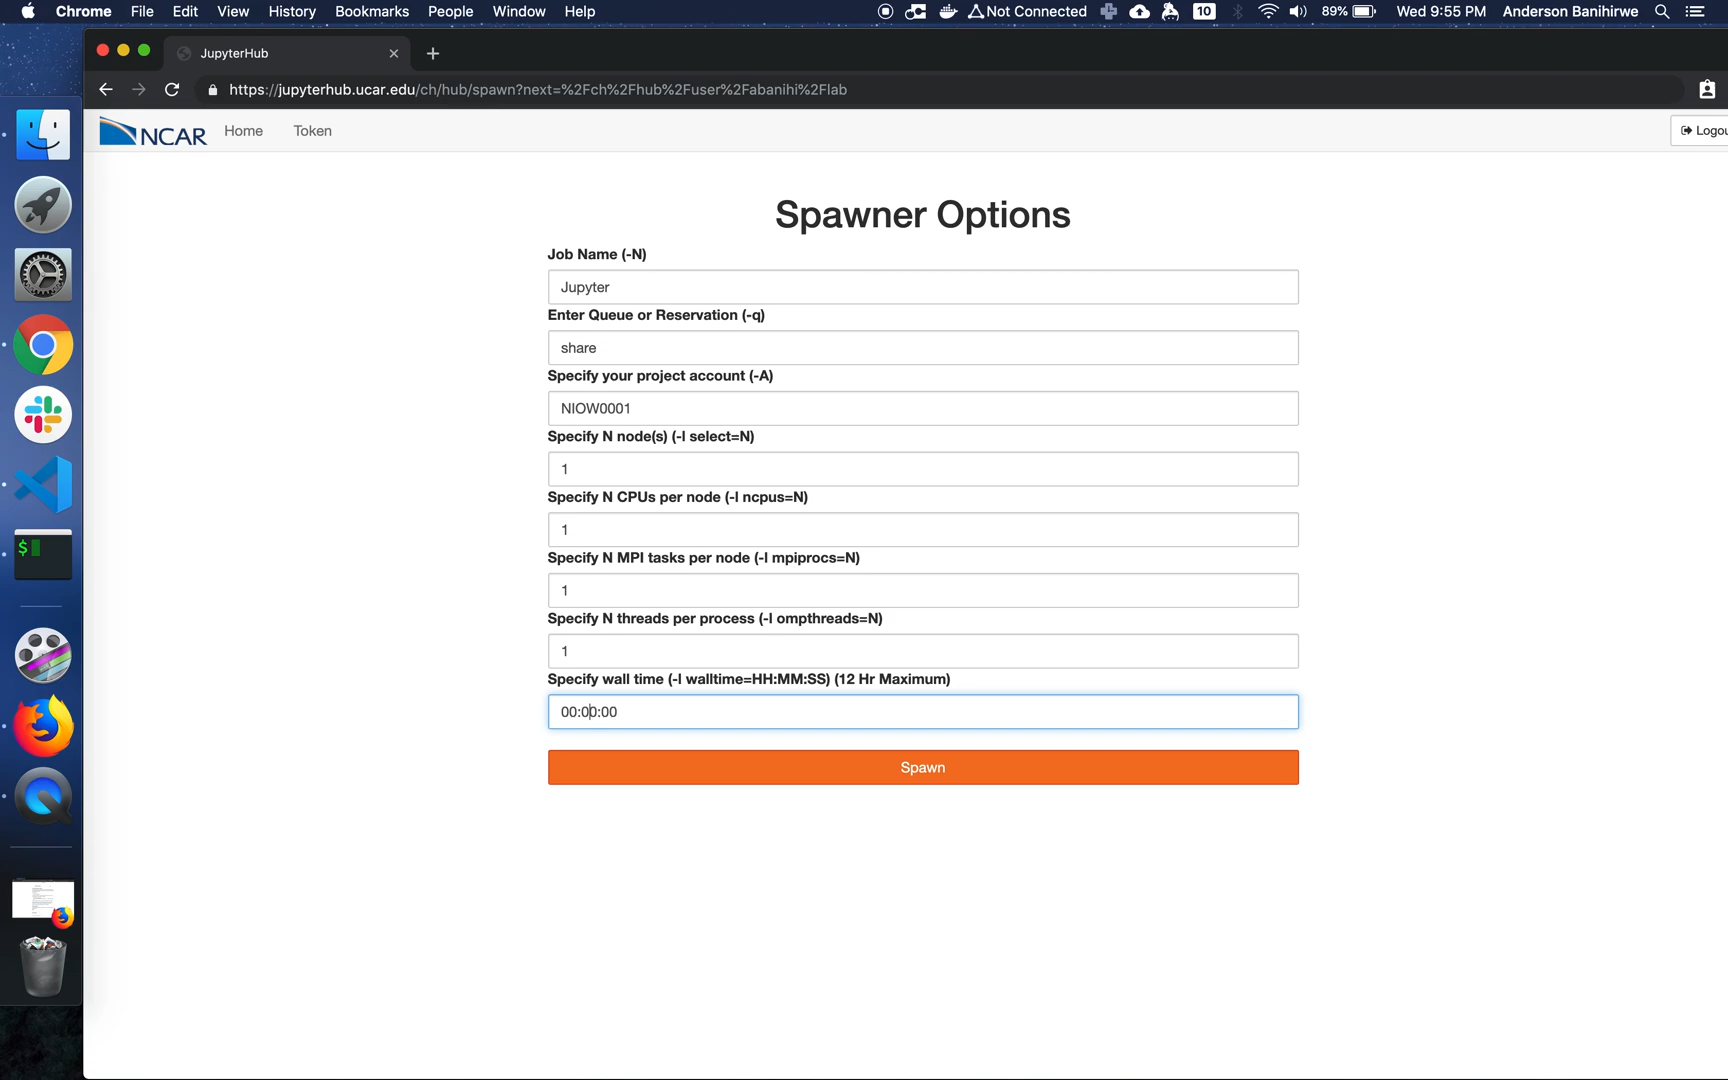 Chrome File Edit View History Bookmarks People Window Help Not Connected 10 89% Wed 9:55 PM Anderson Banihirwe
JupyterHub
https://jupyterhub.ucar.edu/ch/hub/spawn?next=%2Fch%2Fhub%2Fuser%2Fabanihi%2Flab
NCAR Home Token Logou
Spawner Options
Job Name (-N)
Jupyter
Enter Queue or Reservation (-q)
share
Specify your project account (-A)
NIOW0001
Specify N node(s) (-l select=N)
1
Specify N CPUs per node (-l ncpus=N)
1
Specify N MPI tasks per node (-l mpiprocs=N)
1
Specify N threads per process (-l ompthreads=N)
1
Specify wall time (-l walltime=HH:MM:SS) (12 Hr Maximum)
00:00:00
Spawn
$